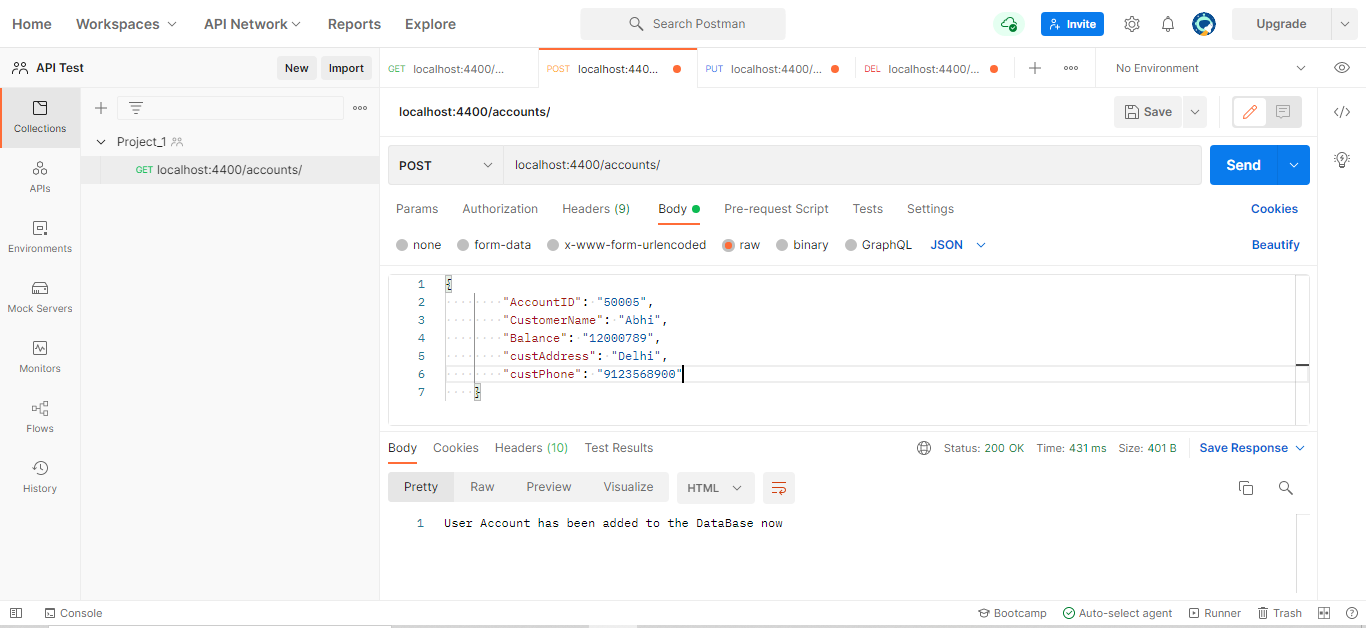 Home Workspaces API Network Reports Explore Search Postman Invite Upgrade
API Test New Import GET localhost:4400/... POST localhost:440... PUT localhost:4400/... DEL localhost:4400/... No Environment
Collections
APIs
Environments
Mock Servers
Monitors
Flows
History
Project_1
GET localhost:4400/accounts/
localhost:4400/accounts/ Save
POST localhost:4400/accounts/ Send
Params Authorization Headers (9) Body Pre-request Script Tests Settings Cookies
none form-data x-www-form-urlencoded raw binary GraphQL JSON Beautify
1 {
2 "AccountID": "50005",
3 "CustomerName": "Abhi",
4 "Balance": "12000789",
5 "custAddress": "Delhi",
6 "custPhone": "9123568900"
7 }
Body Cookies Headers (10) Test Results Status: 200 OK Time: 431 ms Size: 401 B Save Response
Pretty Raw Preview Visualize HTML
1 User Account has been added to the DataBase now
Console Bootcamp Auto-select agent Runner Trash